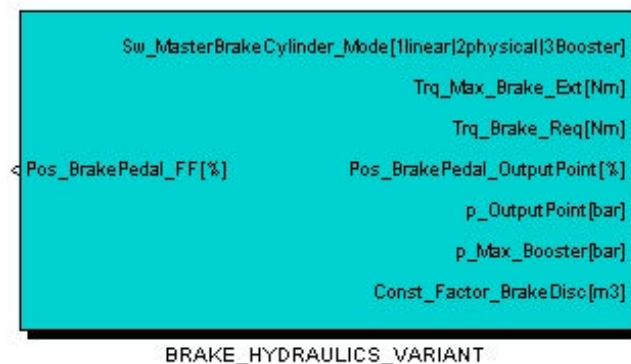 Sw_MasterBrakeCylinder_Mode[1linear|2physical|3Booster]
Trq_Max_Brake_Ext[Nm]
Trq_Brake_Req[Nm]
Pos_BrakePedal_FF[%]
Pos_BrakePedal_OutputPoint[%]
p_OutputPoint[bar]
p_Max_Booster[bar]
Const_Factor_BrakeDisc[m3]
BRAKE_HYDRAULICS_VARIANT